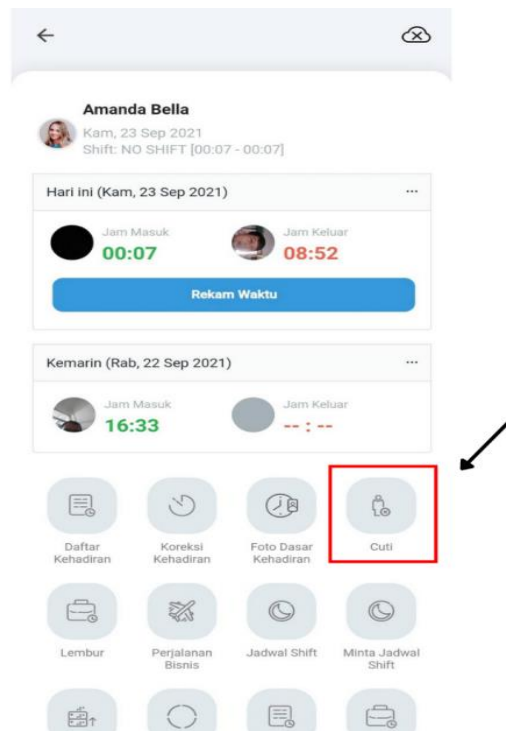 Amanda Bella
Kam, 23 Sep 2021
Shift: NO SHIFT [00:07 - 00:07]
Hari ini (Kam, 23 Sep 2021)
Jam Masuk
00:07
Jam Keluar
08:52
Rekam Waktu
Kemarin (Rab, 22 Sep 2021)
Jam Masuk
16:33
Jam Keluar
-- : --
Daftar
Kehadiran
Koreksi
Kehadiran
Foto Dasar
Kehadiran
Cuti
Lembur
Perjalanan
Bisnis
Jadwal Shift
Minta Jadwal
Shift